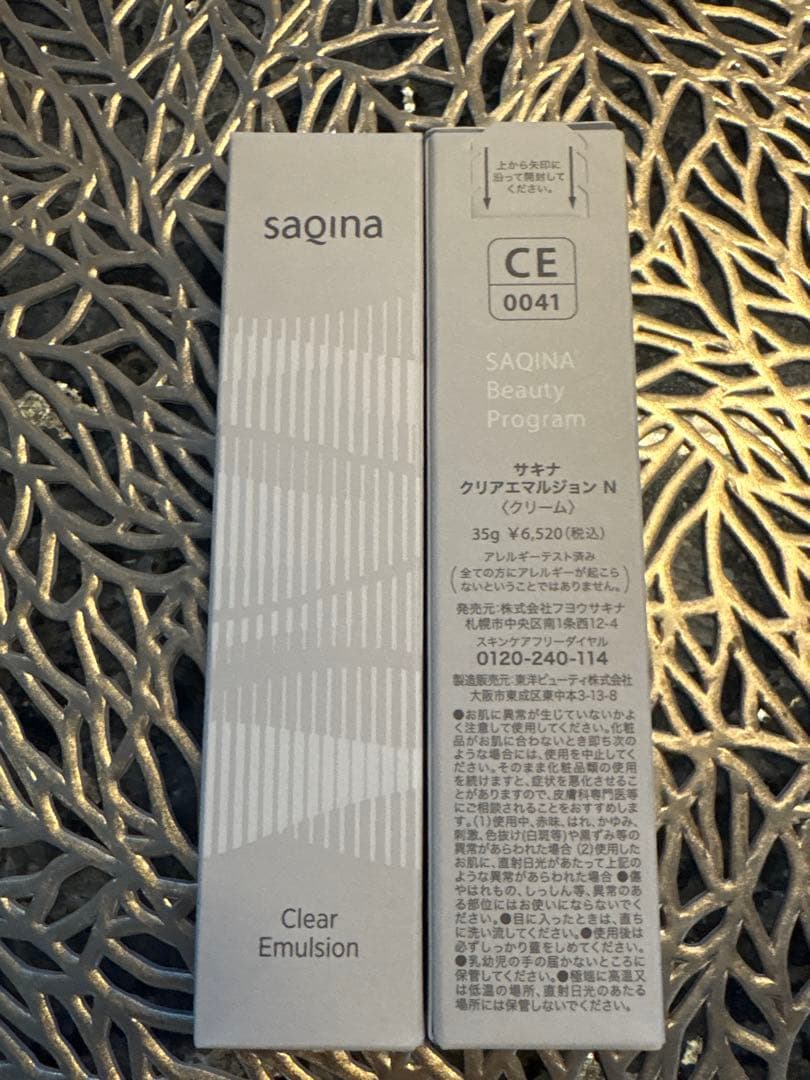 saqina
Clear
Emulsion
上から矢印に
沿って開封して
ください。
CE
0041
SAQINA
Beauty
Program
サキナ
クリアエマルジョン N
〈クリーム〉
35g ¥6,520(税込)
アレルギーテスト済み
(全ての方にアレルギーが起こら
ないということではありません。)
発売元:株式会社フヨウサキナ
札幌市中央区南1条西12-4
スキンケアフリーダイヤル
0120-240-114
製造販売元:東洋ビューティ株式会社
大阪市東成区東中本3-13-8
●お肌に異常が生じていないかよ
く注意して使用してください。化粧
品がお肌に合わないとき即ち次の
ような場合には、使用を中止してく
ださい。そのまま化粧品類の使用
を続けますと、症状を悪化させるこ
とがありますので、皮膚科専門医等
にご相談されることをおすすめしま
す。(1)使用中、赤味、はれ、かゆみ、
刺激、色抜け(白斑等)や黒ずみ等の
異常があらわれた場合 (2)使用した
お肌に、直射日光があたって上記の
ような異常があらわれた場合 ●傷
やはれもの、しっしん等、異常のあ
る部位にはお使いにならないでく
ださい。●目に入ったときは、直ち
に洗い流してください。●使用後は
必ずしっかり蓋をしめてください。
●乳幼児の手の届かないところに
保管してください。●極端に高温又
は低温の場所、直射日光のあたる
場所には保管しないでください。